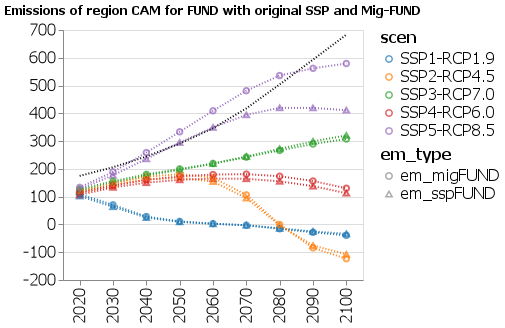 Emissions of region CAM for FUND with original SSP and Mig-FUND
700
600
500
400
300
200
100
0
-100
-200
2020
2030
2040
2050
2060
2070
2080
2090
2100
scen
SSP1-RCP1.9
SSP2-RCP4.5
SSP3-RCP7.0
SSP4-RCP6.0
SSP5-RCP8.5
em_type
em_migFUND
em_sspFUND